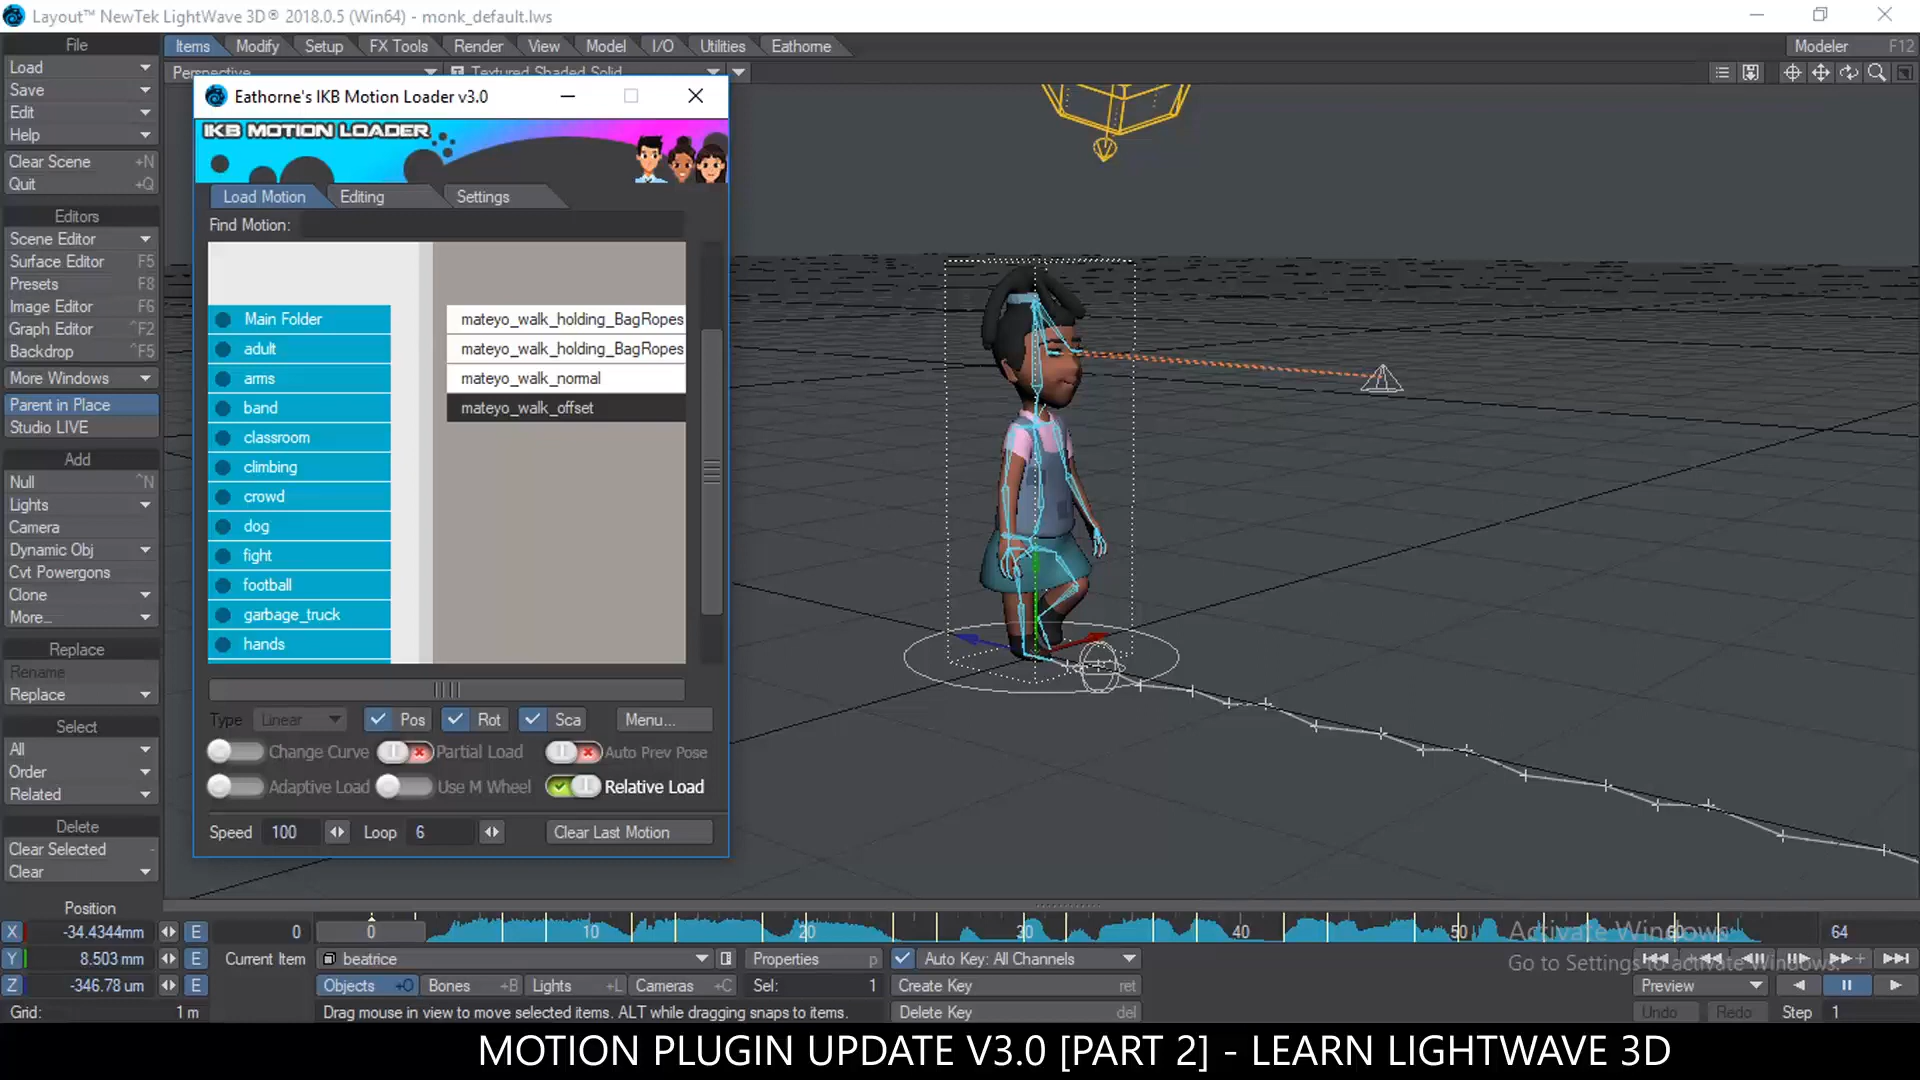 Layout™ NewTek LightWave 3D® 2018.0.5 (Win64) - monk_default.lws
File
Items
Modify
Setup
FX Tools
Render
View
Model
I/O
Utilities
Eathorne
Modeler F12
Load
Save
Edit
Help
Clear Scene +N
Quit +Q
Editors
Scene Editor
Surface Editor F5
Presets F8
Image Editor F6
Graph Editor ^F2
Backdrop ^F5
More Windows
Parent in Place
Studio LIVE
Add
Null ^N
Lights
Camera
Dynamic Obj
Cvt Powergons
Clone
More...
Replace
Rename
Replace
Select
All
Order
Related
Delete
Clear Selected -
Clear
Perspective
Textured Shaded Solid
Eathorne's IKB Motion Loader v3.0
IKB MOTION LOADER
Load Motion
Editing
Settings
Find Motion:
Main Folder
adult
arms
band
classroom
climbing
crowd
dog
fight
football
garbage_truck
hands
mateyo_walk_holding_BagRopes
mateyo_walk_holding_BagRopes
mateyo_walk_normal
mateyo_walk_offset
Type Linear
Pos
Rot
Sca
Menu...
Change Curve
Partial Load
Auto Prev Pose
Adaptive Load
Use M Wheel
Relative Load
Speed 100
Loop 6
Clear Last Motion
Position
X -34.4344mm E
Y 8.503 mm E
Z -346.78 um E
Grid: 1 m
0
0 10 20 30 40 50 60
64
Current Item beatrice
Properties p
Auto Key: All Channels
Objects +O
Bones +B
Lights +L
Cameras +C
Sel: 1
Create Key ret
Drag mouse in view to move selected items. ALT while dragging snaps to items.
Delete Key del
Activate Windows
Go to Settings to activate Windows.
Preview
Undo
Redo
Step 1
MOTION PLUGIN UPDATE V3.0 [PART 2] - LEARN LIGHTWAVE 3D